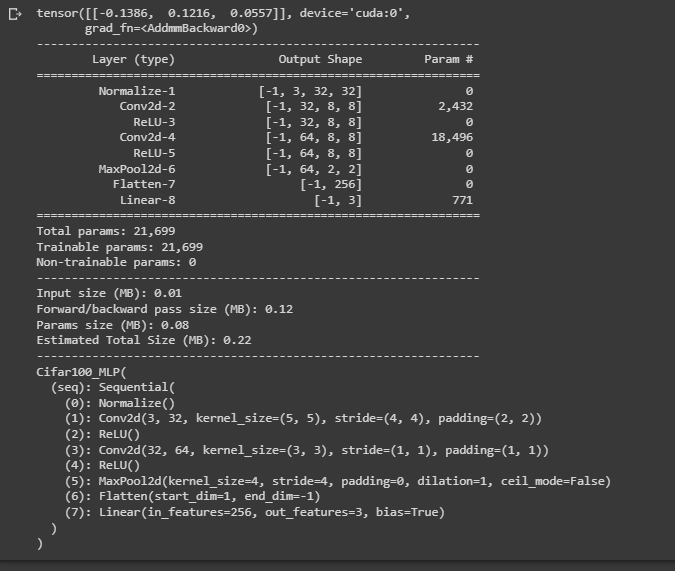 tensor([[-0.1386,  0.1216,  0.0557]], device='cuda:0',
       grad_fn=<AddmmBackward0>)
----------------------------------------------------------------
        Layer (type)               Output Shape         Param #
================================================================
         Normalize-1            [-1, 3, 32, 32]               0
            Conv2d-2             [-1, 32, 8, 8]           2,432
              ReLU-3             [-1, 32, 8, 8]               0
            Conv2d-4             [-1, 64, 8, 8]          18,496
              ReLU-5             [-1, 64, 8, 8]               0
         MaxPool2d-6             [-1, 64, 2, 2]               0
           Flatten-7                  [-1, 256]               0
            Linear-8                    [-1, 3]             771
================================================================
Total params: 21,699
Trainable params: 21,699
Non-trainable params: 0
----------------------------------------------------------------
Input size (MB): 0.01
Forward/backward pass size (MB): 0.12
Params size (MB): 0.08
Estimated Total Size (MB): 0.22
----------------------------------------------------------------
Cifar100_MLP(
  (seq): Sequential(
    (0): Normalize()
    (1): Conv2d(3, 32, kernel_size=(5, 5), stride=(4, 4), padding=(2, 2))
    (2): ReLU()
    (3): Conv2d(32, 64, kernel_size=(3, 3), stride=(1, 1), padding=(1, 1))
    (4): ReLU()
    (5): MaxPool2d(kernel_size=4, stride=4, padding=0, dilation=1, ceil_mode=False)
    (6): Flatten(start_dim=1, end_dim=-1)
    (7): Linear(in_features=256, out_features=3, bias=True)
  )
)